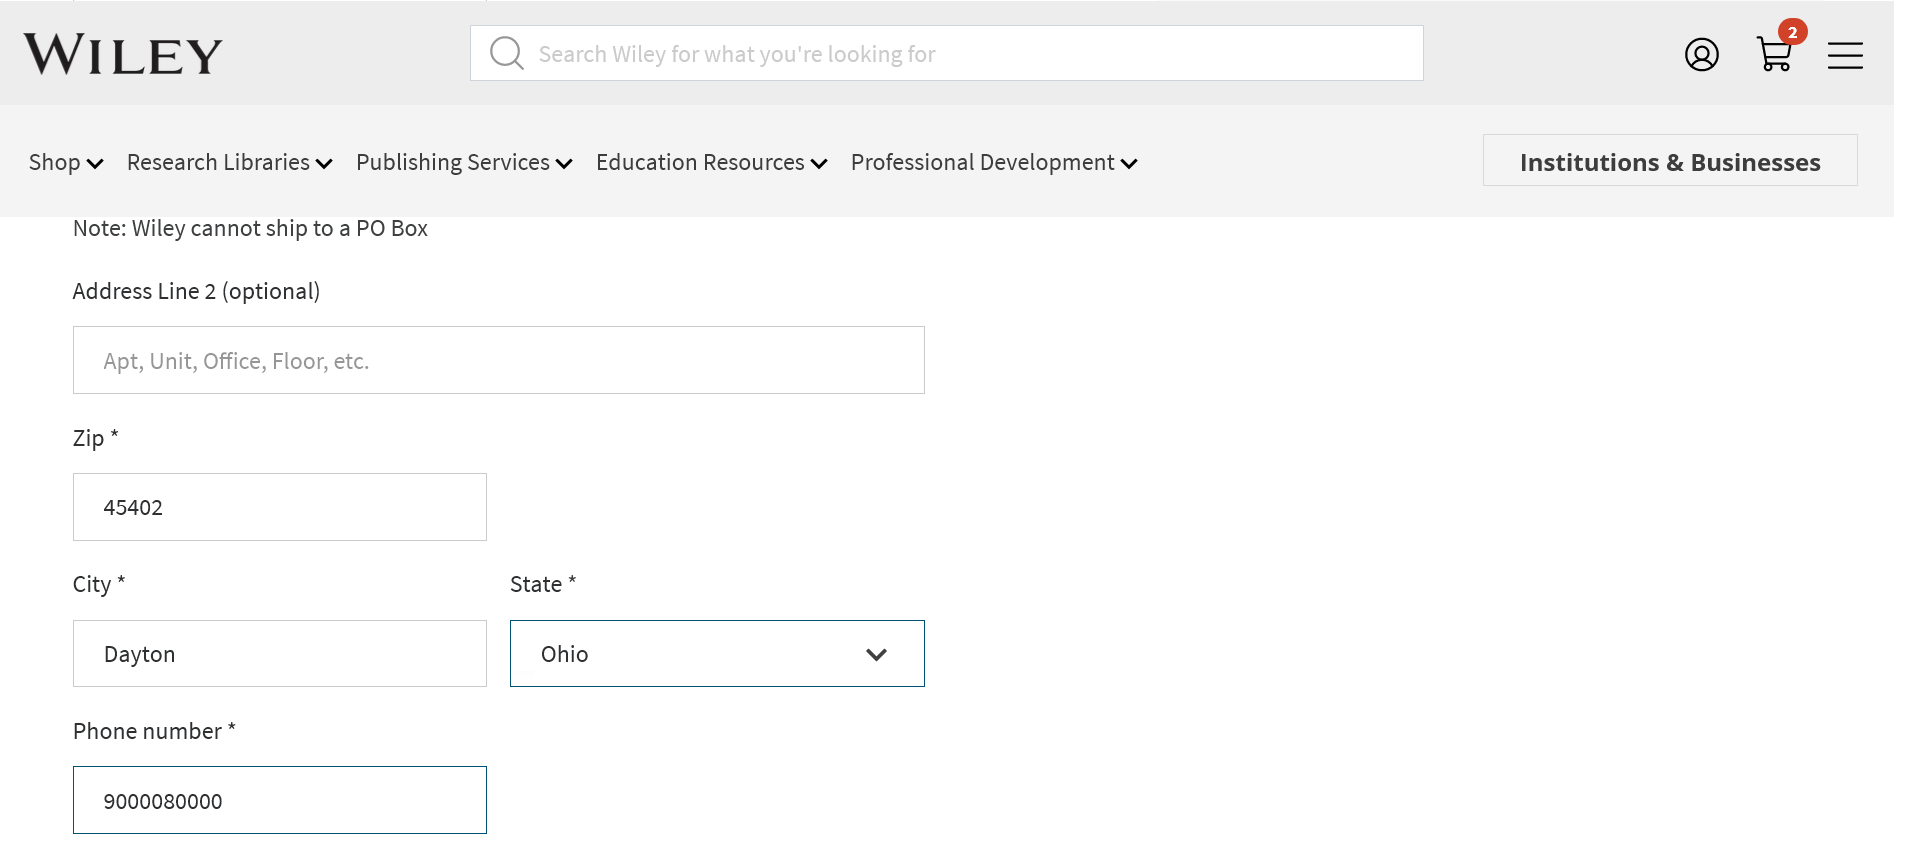 WILEY
Search Wiley for what you're looking for
2
Shop Research Libraries Publishing Services Education Resources Professional Development
Institutions & Businesses
Note: Wiley cannot ship to a PO Box
Address Line 2 (optional)
Apt, Unit, Office, Floor, etc.
Zip *
45402
City * State *
Dayton Ohio
Phone number *
9000080000